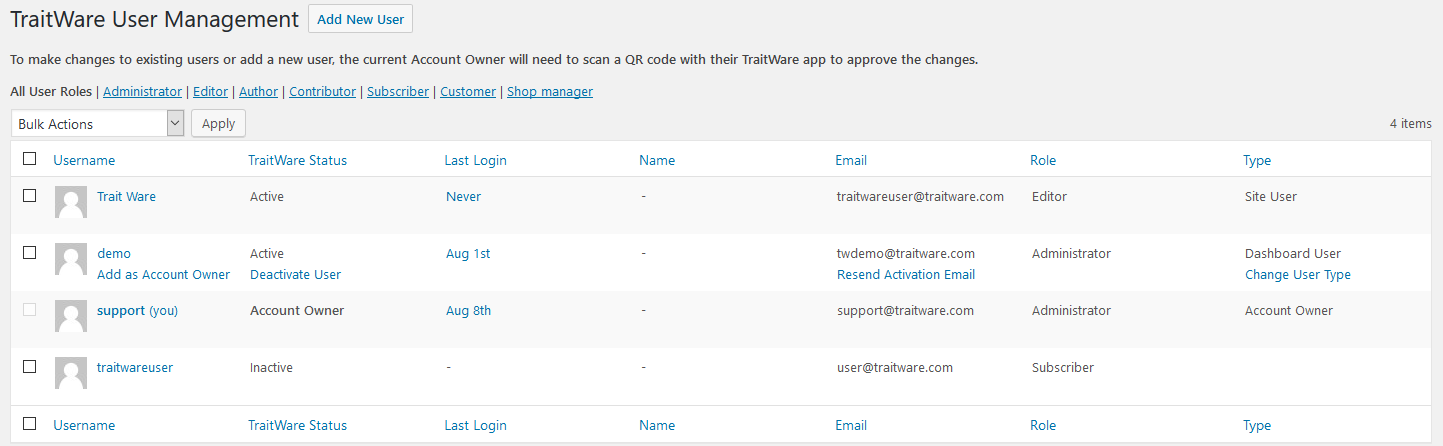 TraitWare User Management Add New User
To make changes to existing users or add a new user, the current Account Owner will need to scan a QR code with their TraitWare app to approve the changes.
All User Roles | Administrator | Editor | Author | Contributor | Subscriber | Customer | Shop manager
Bulk Actions Apply 4 items
Username TraitWare Status Last Login Name Email Role Type
Trait Ware Active Never - traitwareuser@traitware.com Editor Site User
demo Active Aug 1st - twdemo@traitware.com Administrator Dashboard User
Add as Account Owner Deactivate User Resend Activation Email Change User Type
support (you) Account Owner Aug 8th - support@traitware.com Administrator Account Owner
traitwareuser Inactive - - user@traitware.com Subscriber
Username TraitWare Status Last Login Name Email Role Type